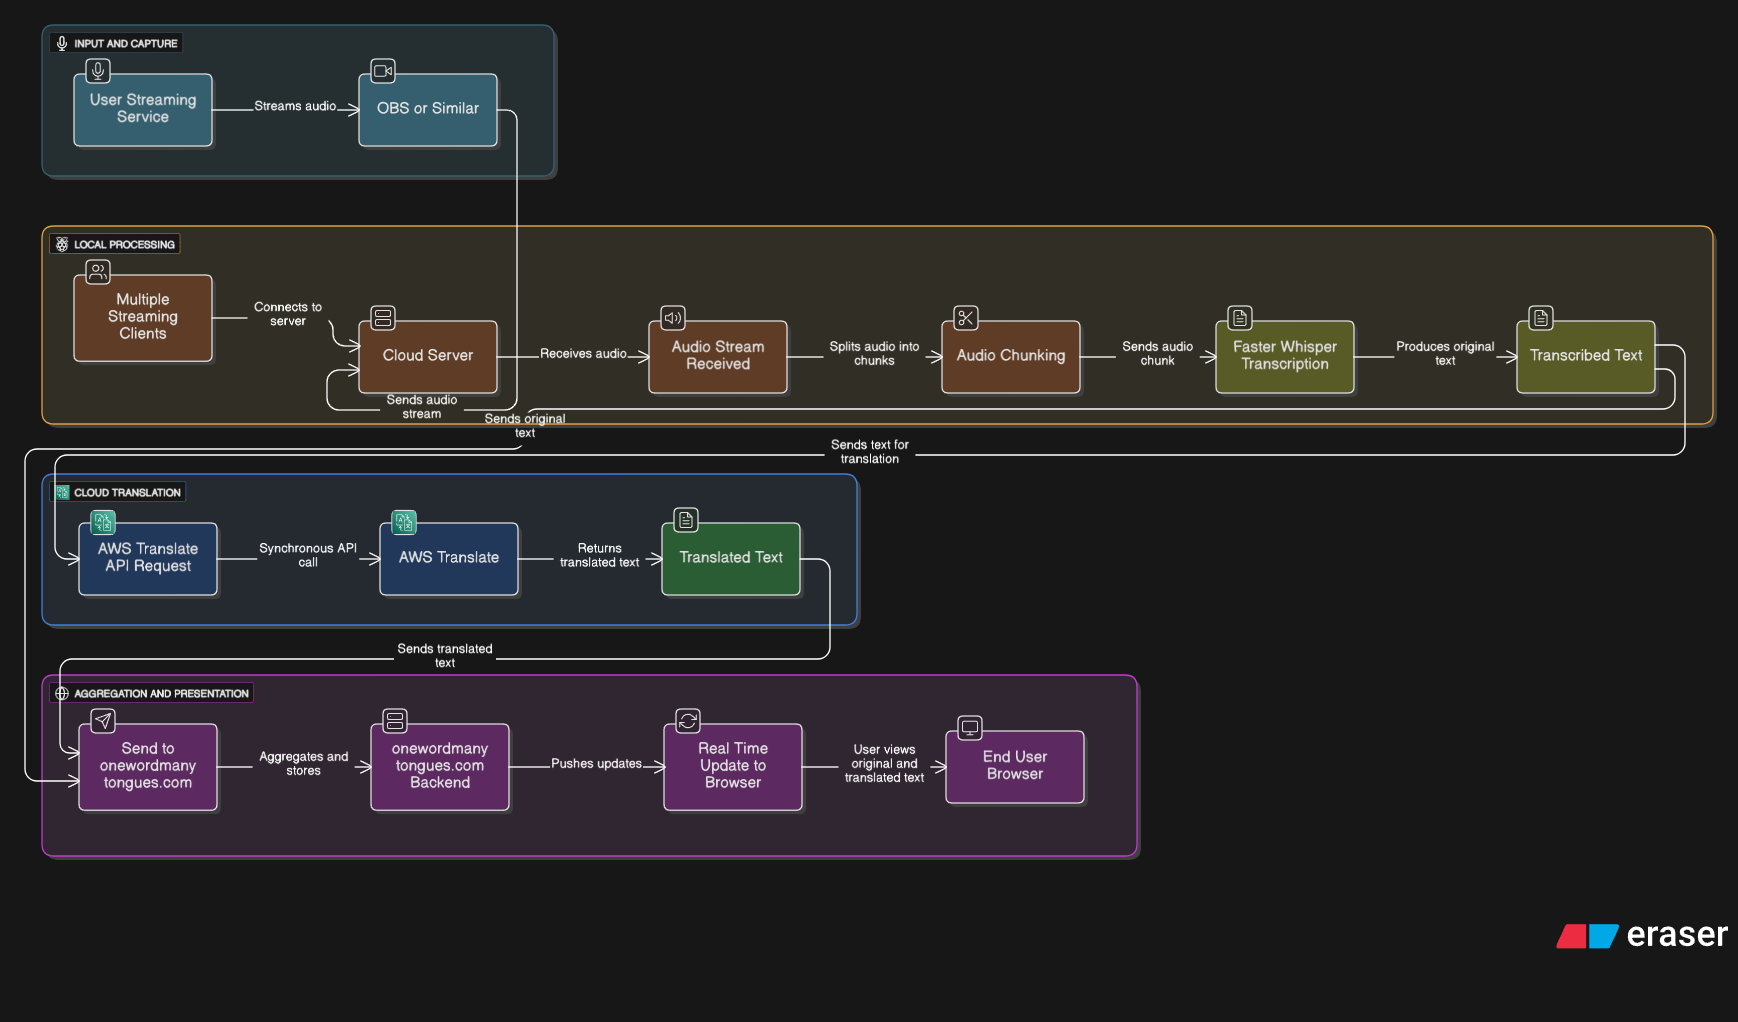 INPUT AND CAPTURE
User Streaming
Service
Streams audio
OBS or Similar
LOCAL PROCESSING
Multiple
Streaming
Clients
Connects to
server
Cloud Server
Sends audio
stream
Receives audio
Audio Stream
Received
Splits audio into
chunks
Audio Chunking
Sends audio
chunk
Faster Whisper
Transcription
Produces original
text
Transcribed Text
Sends original
text
Sends text for
translation
CLOUD TRANSLATION
AWS Translate
API Request
Synchronous API
call
AWS Translate
Returns
translated text
Translated Text
Sends translated
text
AGGREGATION AND PRESENTATION
Send to
onewordmany
tongues.com
Aggregates and
stores
onewordmany
tongues.com
Backend
Pushes updates
Real Time
Update to
Browser
User views
original and
translated text
End User
Browser
eraser